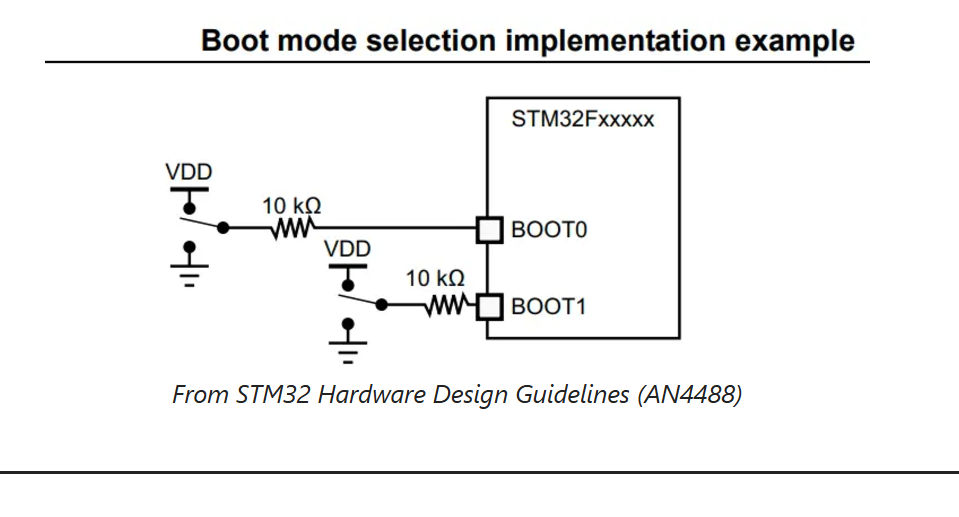 Boot mode selection implementation example
STM32Fxxxxx
VDD
10 kΩ
BOOT0
VDD
10 kΩ
BOOT1
From STM32 Hardware Design Guidelines (AN4488)